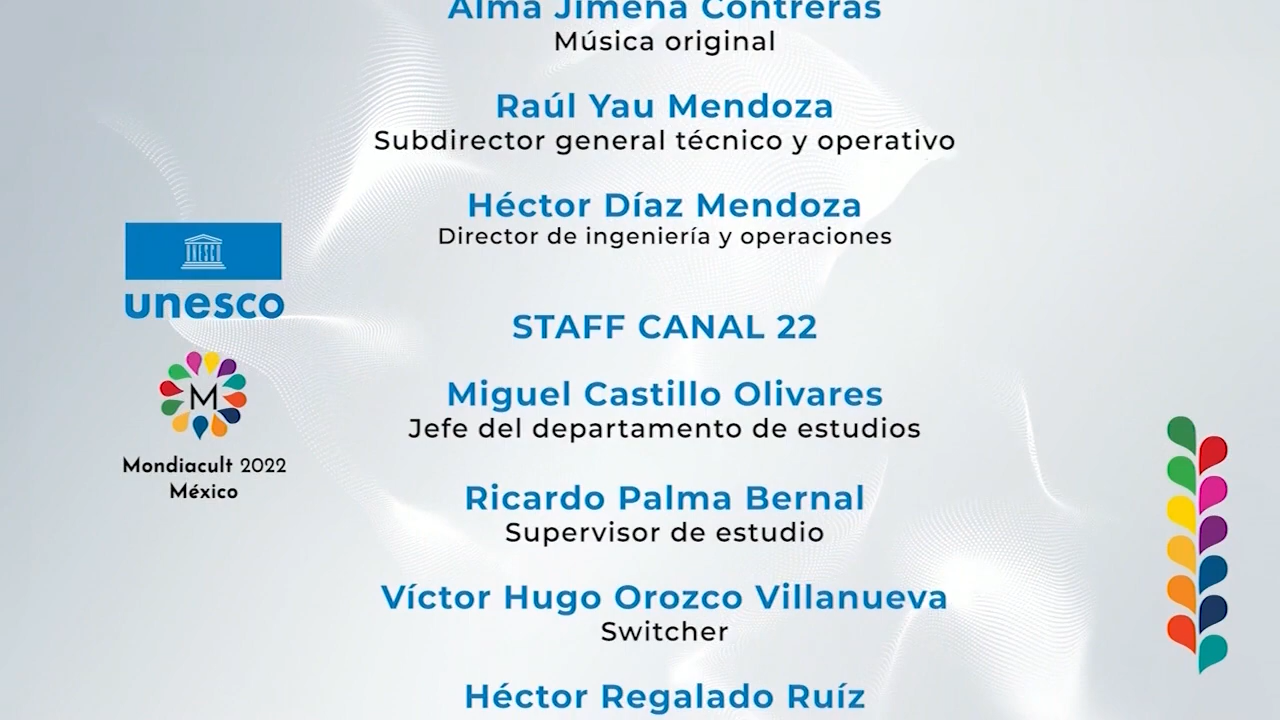 Alma Jimena Contreras
Música original
Raúl Yau Mendoza
Subdirector general técnico y operativo
Héctor Díaz Mendoza
Director de ingeniería y operaciones
UNESCO
unesco
M
Mondiacult 2022
México
STAFF CANAL 22
Miguel Castillo Olivares
Jefe del departamento de estudios
Ricardo Palma Bernal
Supervisor de estudio
Víctor Hugo Orozco Villanueva
Switcher
Héctor Regalado Ruíz